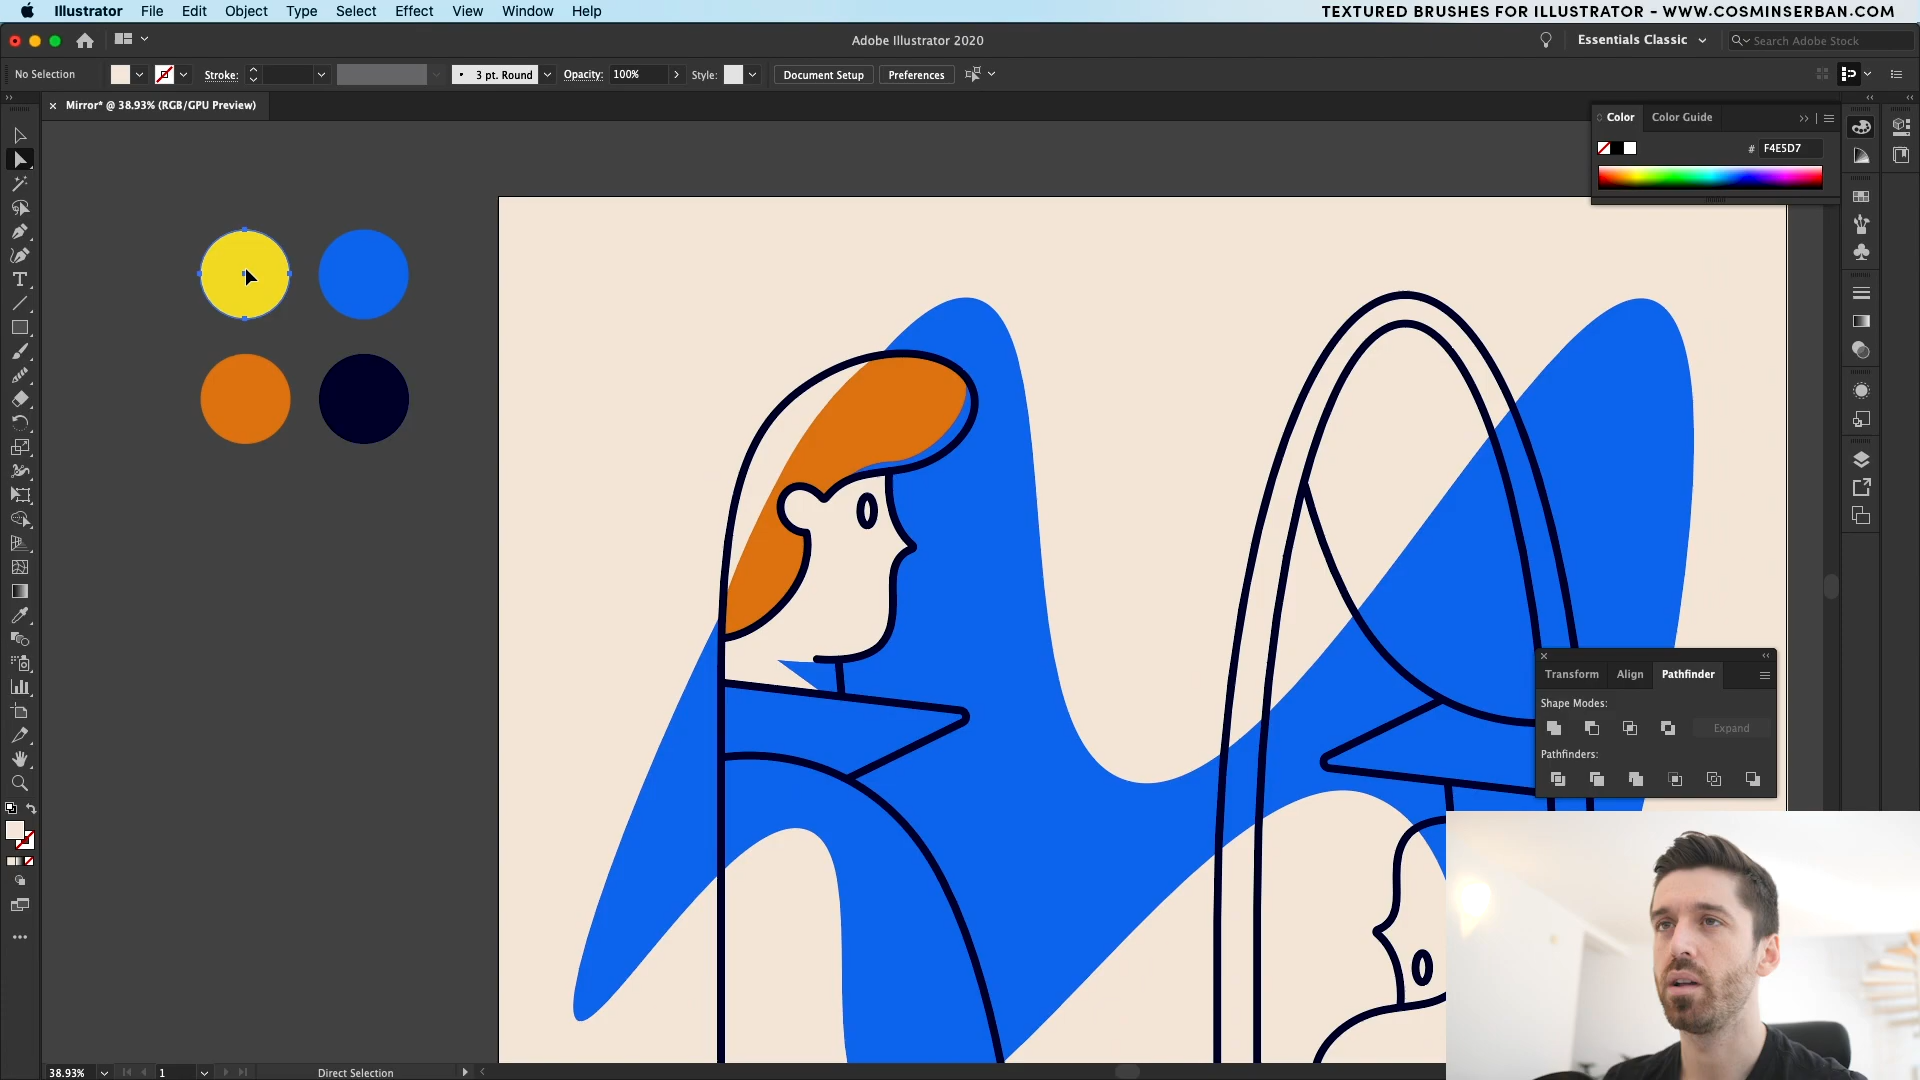 Illustrator File Edit Object Type Select Effect View Window Help
TEXTURED BRUSHES FOR ILLUSTRATOR - WWW.COSMINSERBAN.COM
Adobe Illustrator 2020
Essentials Classic
Search Adobe Stock
No Selection
Stroke:
3 pt. Round
Opacity: 100%
Style:
Document Setup
Preferences
Mirror* @ 38.93% (RGB/GPU Preview)
Color
Color Guide
# F4E5D7
Transform
Align
Pathfinder
Shape Modes:
Expand
Pathfinders:
38.93%
1
Direct Selection